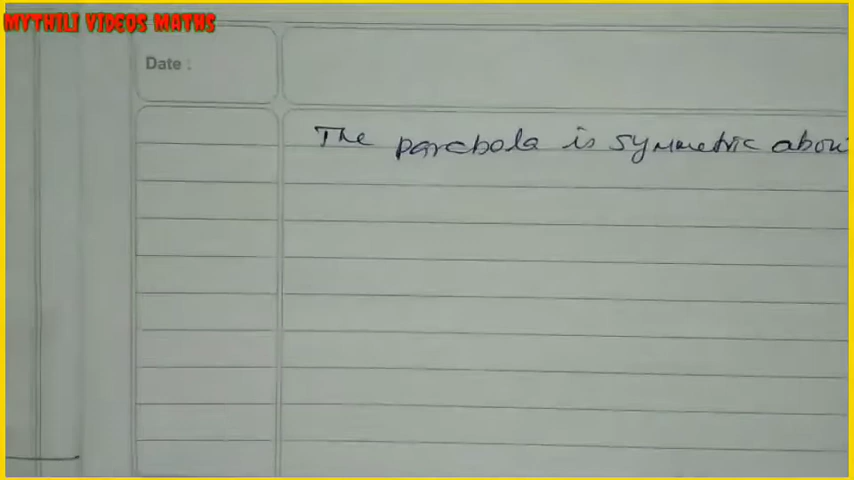 MYTHILI VIDEOS MATHS
Date :
The parabola is symmetric abou